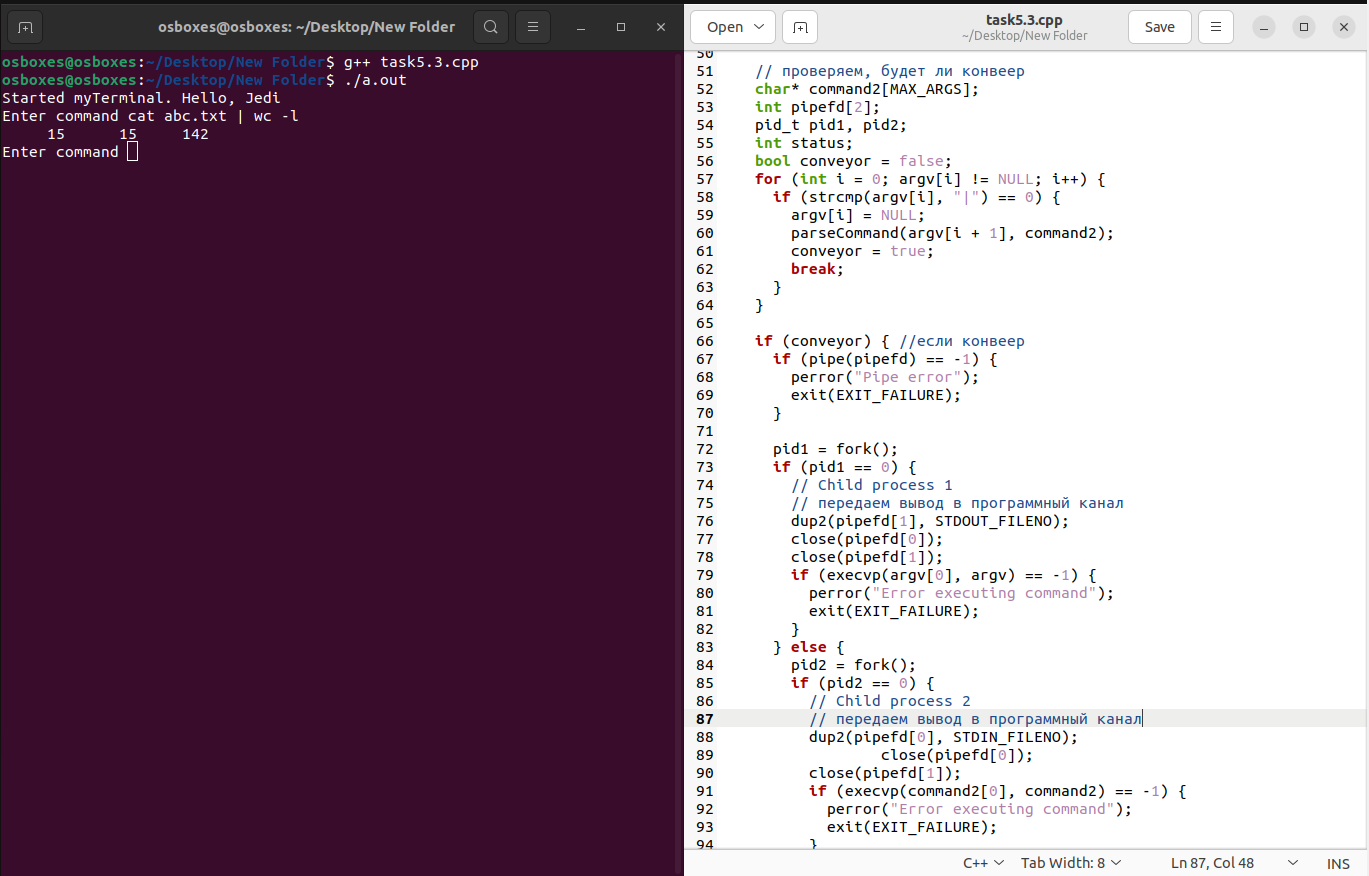 osboxes@osboxes: ~/Desktop/New Folder
osboxes@osboxes:~/Desktop/New Folder$ g++ task5.3.cpp
osboxes@osboxes:~/Desktop/New Folder$ ./a.out
Started myTerminal. Hello, Jedi
Enter command cat abc.txt | wc -l
     15      15     142
Enter command
Open
task5.3.cpp
~/Desktop/New Folder
Save
50
51     // проверяем, будет ли конвеер
52     char* command2[MAX_ARGS];
53     int pipefd[2];
54     pid_t pid1, pid2;
55     int status;
56     bool conveyor = false;
57     for (int i = 0; argv[i] != NULL; i++) {
58       if (strcmp(argv[i], "|") == 0) {
59         argv[i] = NULL;
60         parseCommand(argv[i + 1], command2);
61         conveyor = true;
62         break;
63       }
64     }
65
66     if (conveyor) { //если конвеер
67       if (pipe(pipefd) == -1) {
68         perror("Pipe error");
69         exit(EXIT_FAILURE);
70       }
71
72       pid1 = fork();
73       if (pid1 == 0) {
74         // Child process 1
75         // передаем вывод в программный канал
76         dup2(pipefd[1], STDOUT_FILENO);
77         close(pipefd[0]);
78         close(pipefd[1]);
79         if (execvp(argv[0], argv) == -1) {
80           perror("Error executing command");
81           exit(EXIT_FAILURE);
82         }
83       } else {
84         pid2 = fork();
85         if (pid2 == 0) {
86           // Child process 2
87           // передаем вывод в программный канал
88           dup2(pipefd[0], STDIN_FILENO);
89                   close(pipefd[0]);
90           close(pipefd[1]);
91           if (execvp(command2[0], command2) == -1) {
92             perror("Error executing command");
93             exit(EXIT_FAILURE);
94           }
C++
Tab Width: 8
Ln 87, Col 48
INS